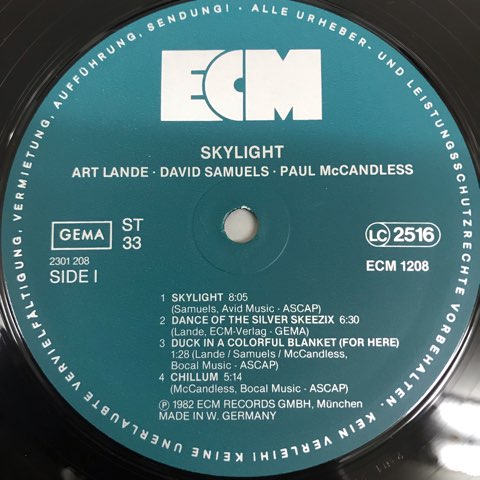 ECM
SKYLIGHT
ART LANDE · DAVID SAMUELS · PAUL McCANDLESS
GEMA
ST
33
LC 2516
2301 208
SIDE I
ECM 1208
1 SKYLIGHT 8:05
(Samuels, Avid Music · ASCAP)
2 DANCE OF THE SILVER SKEEZIX 6:30
(Lande, ECM-Verlag · GEMA)
3 DUCK IN A COLORFUL BLANKET (FOR HERE)
1:28 (Lande / Samuels / McCandless,
Bocal Music · ASCAP)
4 CHILLUM 5:14
(McCandless, Bocal Music · ASCAP)
℗ 1982 ECM RECORDS GMBH, München
MADE IN W. GERMANY
ALLE URHEBER- UND LEISTUNGSSCHUTZRECHTE VORBEHALTEN. KEIN VERLEIH! KEINE UNERLAUBTE VERVIELFÄLTIGUNG, VERMIETUNG, AUFFÜHRUNG, SENDUNG! ·